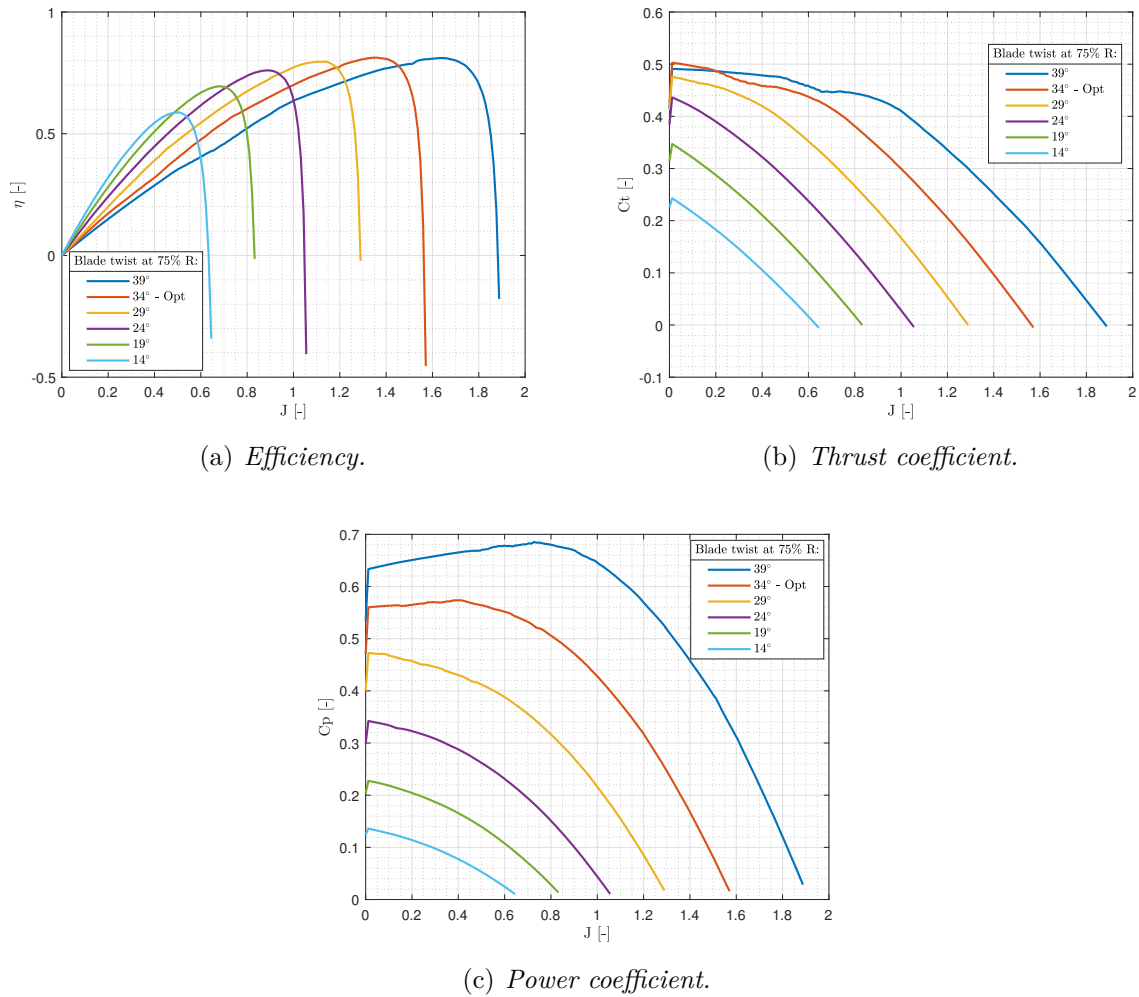 1
0.5
0
-0.5
η [-]
0 0.2 0.4 0.6 0.8 1 1.2 1.4 1.6 1.8 2
J [-]
Blade twist at 75% R:
39°
34° - Opt
29°
24°
19°
14°
(a) Efficiency.
0.6
0.5
0.4
0.3
0.2
0.1
0
-0.1
Ct [-]
0 0.2 0.4 0.6 0.8 1 1.2 1.4 1.6 1.8 2
J [-]
Blade twist at 75% R:
39°
34° - Opt
29°
24°
19°
14°
(b) Thrust coefficient.
0.7
0.6
0.5
0.4
0.3
0.2
0.1
0
Cp [-]
0 0.2 0.4 0.6 0.8 1 1.2 1.4 1.6 1.8 2
J [-]
Blade twist at 75% R:
39°
34° - Opt
29°
24°
19°
14°
(c) Power coefficient.